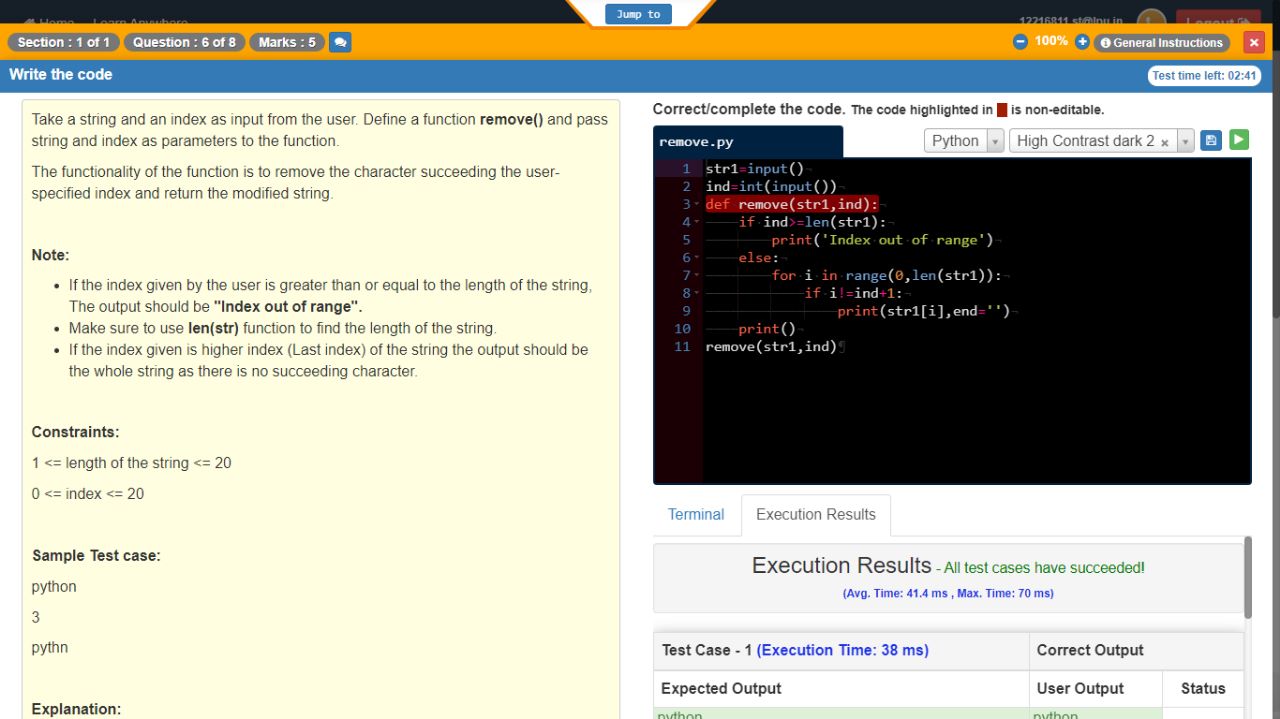 Jump to
Home Learn Anywhere
12216811.st@lpu.in
Logout
Section : 1 of 1 Question : 6 of 8 Marks : 5
100% General Instructions
Write the code
Test time left: 02:41
Take a string and an index as input from the user. Define a function remove() and pass
string and index as parameters to the function.
The functionality of the function is to remove the character succeeding the user-
specified index and return the modified string.
Note:
If the index given by the user is greater than or equal to the length of the string,
The output should be "Index out of range".
Make sure to use len(str) function to find the length of the string.
If the index given is higher index (Last index) of the string the output should be
the whole string as there is no succeeding character.
Constraints:
1 <= length of the string <= 20
0 <= index <= 20
Sample Test case:
python
3
pythn
Explanation:
Correct/complete the code. The code highlighted in is non-editable.
remove.py
Python High Contrast dark 2 ×
1 str1=input()
2 ind=int(input())
3 def remove(str1,ind):
4 if ind>=len(str1):
5 print('Index out of range')
6 else:
7 for i in range(0,len(str1)):
8 if i!=ind+1:
9 print(str1[i],end='')
10 print()
11 remove(str1,ind)
Terminal Execution Results
Execution Results - All test cases have succeeded!
(Avg. Time: 41.4 ms , Max. Time: 70 ms)
Test Case - 1 (Execution Time: 38 ms) Correct Output
Expected Output User Output Status
python python